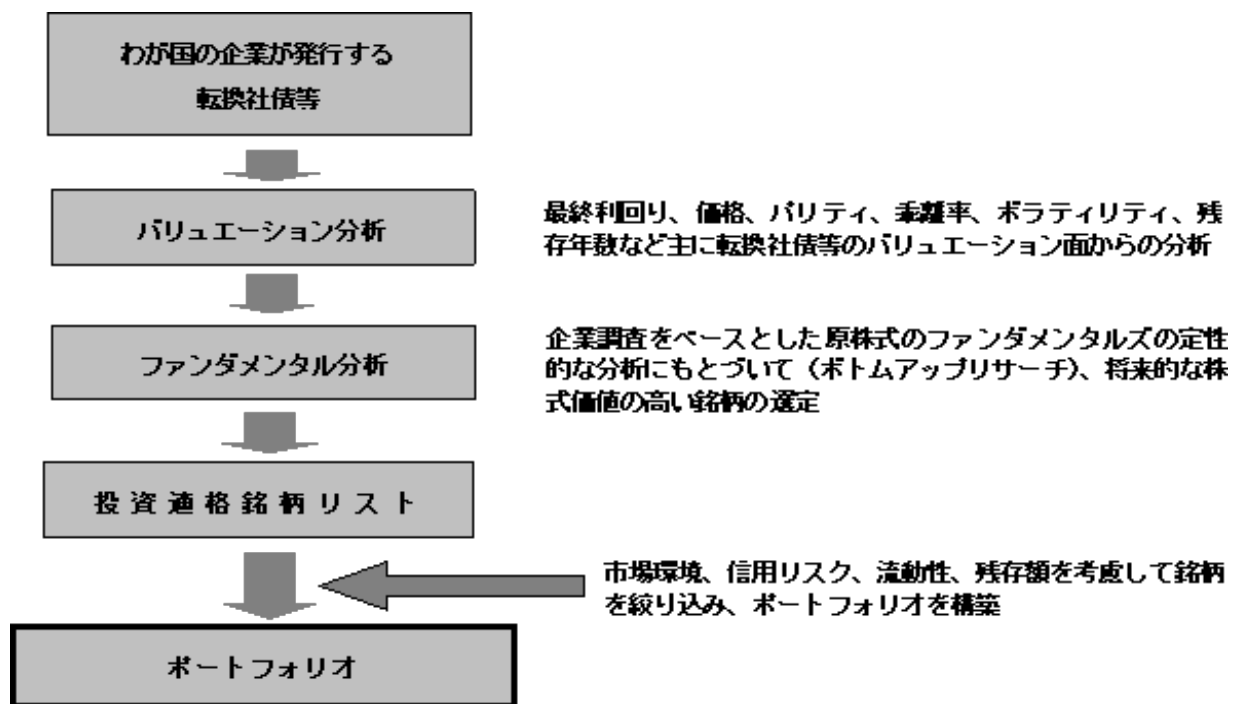 わが国の企業が発行する
転換社債等
バリュエーション分析
最終利回り、価格、パリティ、乖離率、ボラティリティ、残
存年数など主に転換社債等のバリュエーション面からの分析
ファンダメンタル分析
企業調査をベースとした原株式のファンダメンタルズの定性
的な分析にもとづいて（ボトムアップリサーチ）、将来的な株
式価値の高い銘柄の選定
投資適格銘柄リスト
市場環境、信用リスク、流動性、残存額を考慮して銘柄
を絞り込み、ポートフォリオを構築
ポートフォリオ